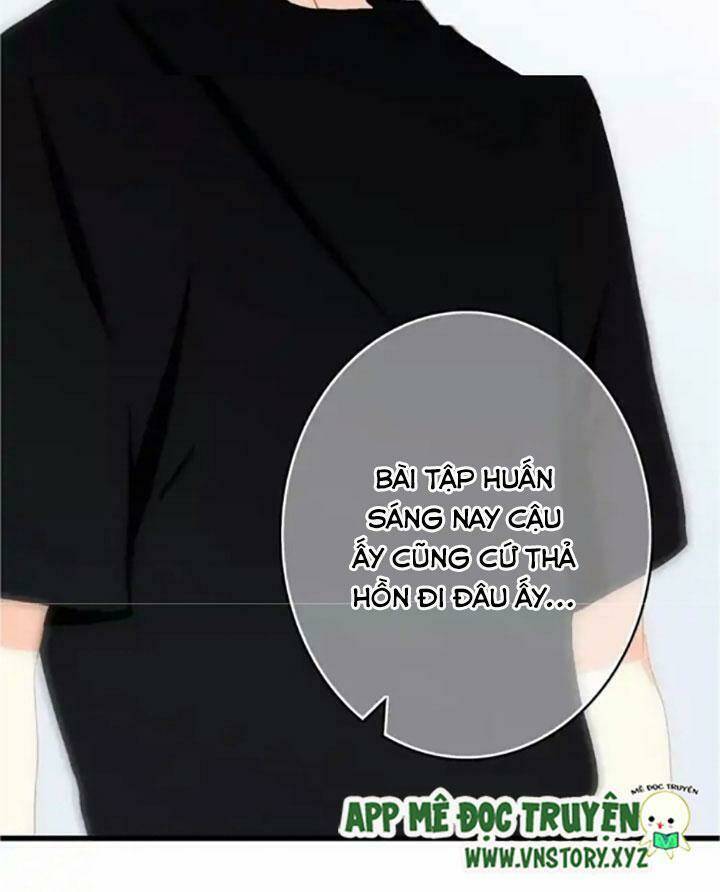 BÀI TẬP HUẤN
SÁNG NAY CẬU
ẤY CŨNG CỨ THẢ
HỒN ĐI ĐÂU ẤY...
MÊ ĐỌC TRUYỆN
APP MÊ ĐỌC TRUYỆN
WWW.VNSTORY.XYZ